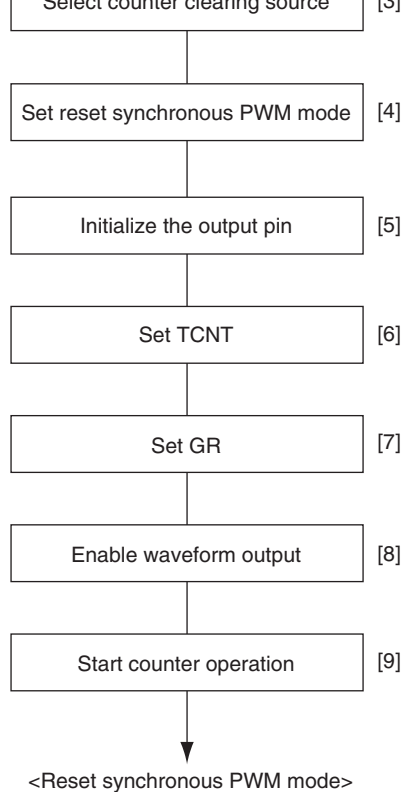 Select counter clearing source [3]
Set reset synchronous PWM mode [4]
Initialize the output pin [5]
Set TCNT [6]
Set GR [7]
Enable waveform output [8]
Start counter operation [9]
<Reset synchronous PWM mode>